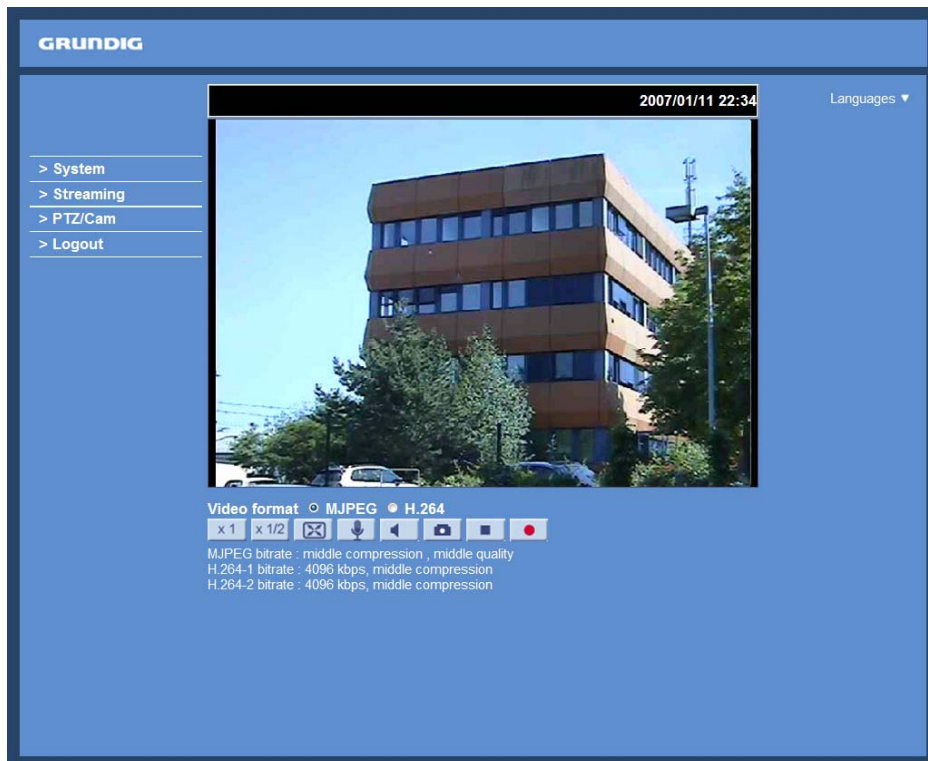 GRUNDIG
2007/01/11 22:34
Languages ▼
> System
> Streaming
> PTZ/Cam
> Logout
Video format MJPEG H.264
x 1 x 1/2
MJPEG bitrate : middle compression , middle quality
H.264-1 bitrate : 4096 kbps, middle compression
H.264-2 bitrate : 4096 kbps, middle compression